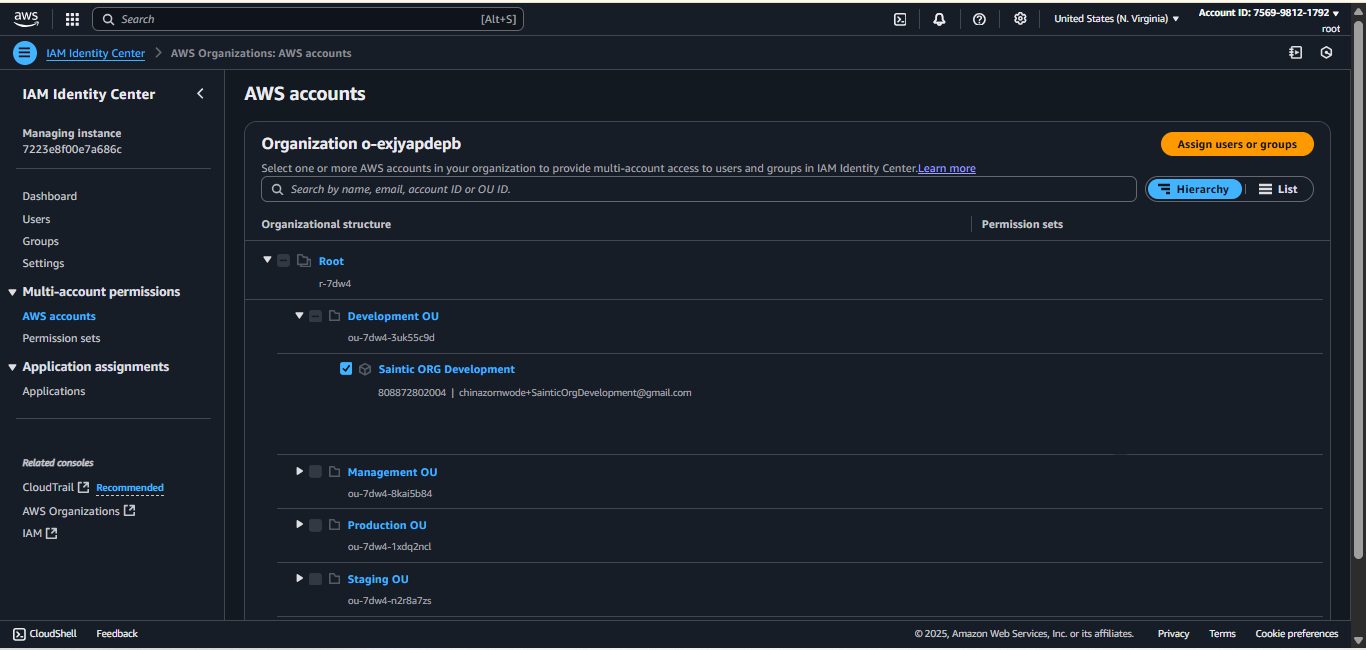 aws
Search [Alt+S]
United States (N. Virginia)
Account ID: 7569-9812-1792
root
IAM Identity Center
AWS Organizations: AWS accounts
IAM Identity Center
Managing instance
7223e8f00e7a686c
Dashboard
Users
Groups
Settings
Multi-account permissions
AWS accounts
Permission sets
Application assignments
Applications
Related consoles
CloudTrail Recommended
AWS Organizations
IAM
AWS accounts
Organization o-exjyapdepb
Assign users or groups
Select one or more AWS accounts in your organization to provide multi-account access to users and groups in IAM Identity Center.Learn more
Search by name, email, account ID or OU ID.
Hierarchy
List
Organizational structure
Permission sets
Root
r-7dw4
Development OU
ou-7dw4-3uk55c9d
Saintic ORG Development
808872802004 | chinazornwode+SainticOrgDevelopment@gmail.com
Management OU
ou-7dw4-8kai5b84
Production OU
ou-7dw4-1xdq2ncl
Staging OU
ou-7dw4-n2r8a7zs
CloudShell
Feedback
© 2025, Amazon Web Services, Inc. or its affiliates.
Privacy
Terms
Cookie preferences